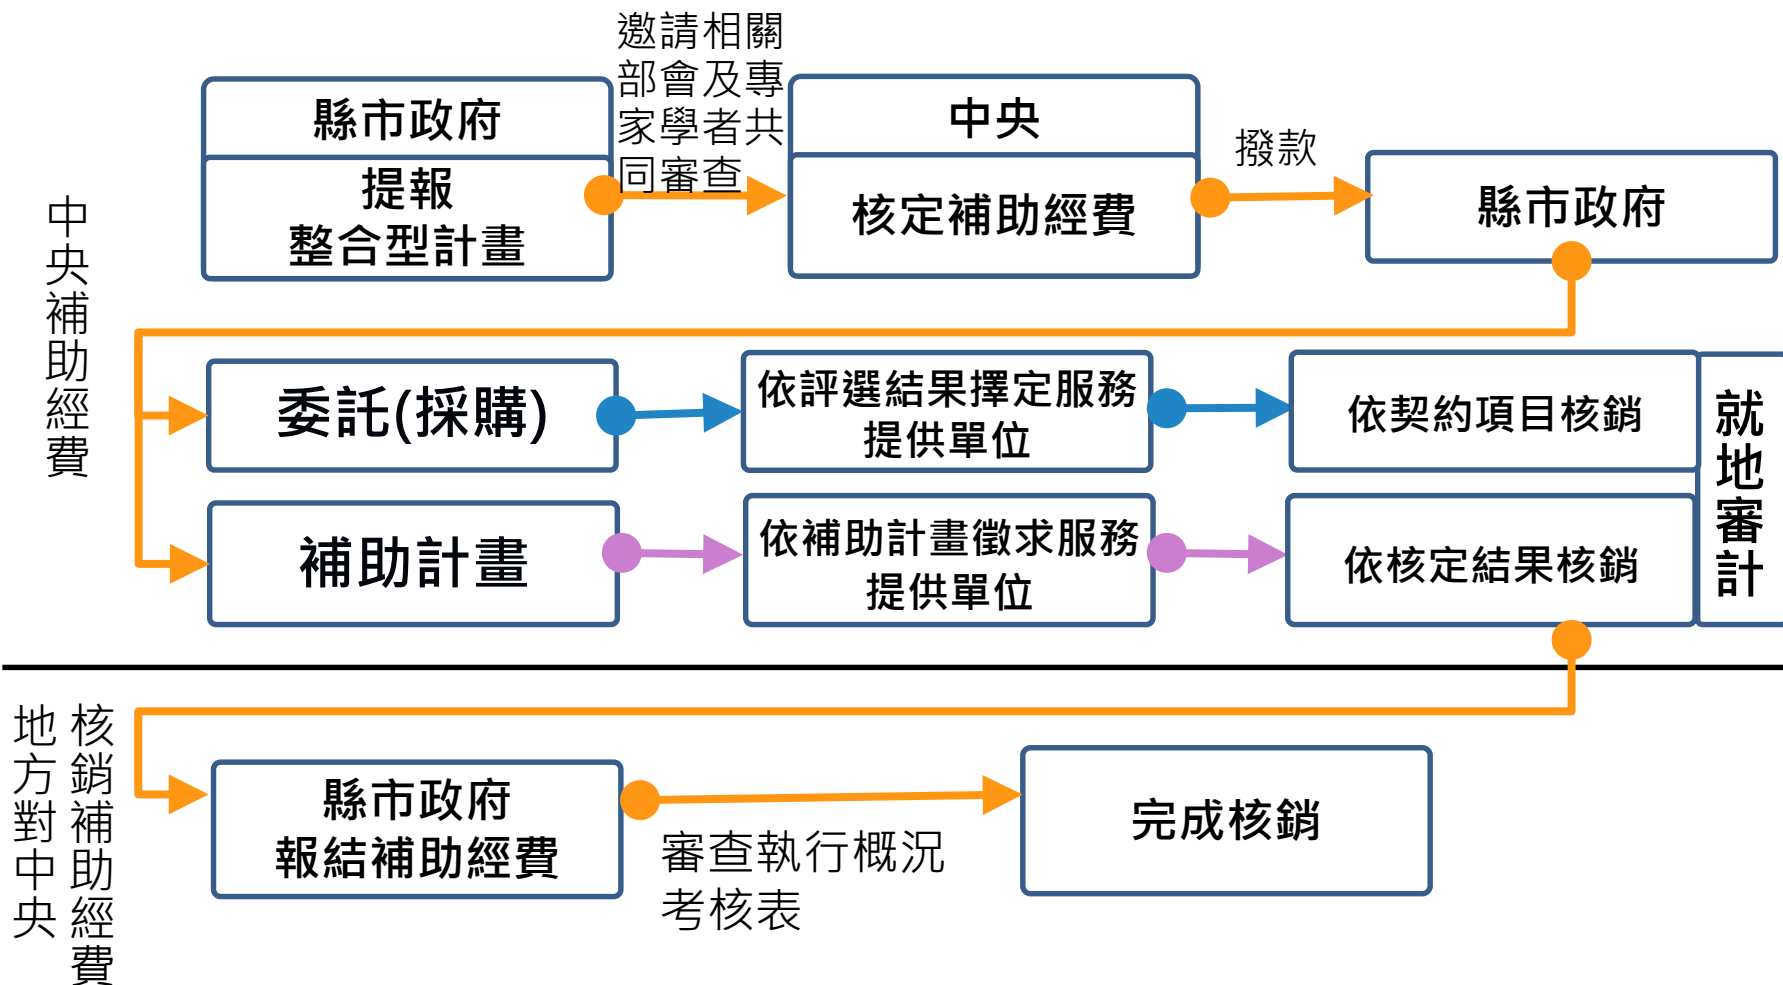 中央補助經費
縣市政府
提報
整合型計畫
邀請相關
部會及專
家學者共
同審查
中央
核定補助經費
撥款
縣市政府
委託(採購)
依評選結果擇定服務
提供單位
依契約項目核銷
補助計畫
依補助計畫徵求服務
提供單位
依核定結果核銷
就地審計
地方對中央
核銷補助經費
縣市政府
報結補助經費
審查執行概況
考核表
完成核銷